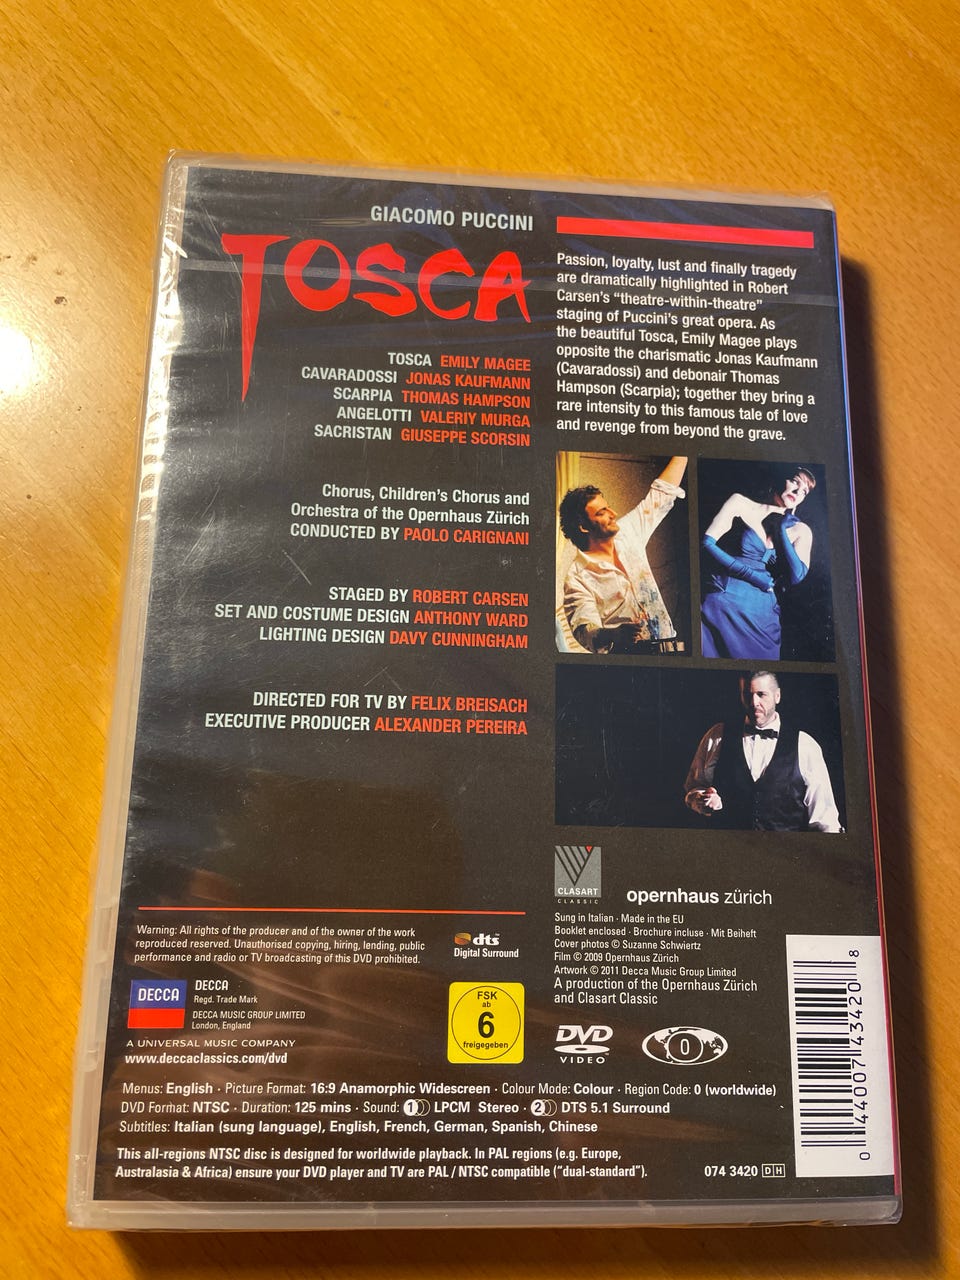 GIACOMO PUCCINI
TOSCA
TOSCA EMILY MAGEE
CAVARADOSSI JONAS KAUFMANN
SCARPIA THOMAS HAMPSON
ANGELOTTI VALERIY MURGA
SACRISTAN GIUSEPPE SCORSIN
Chorus, Children's Chorus and
Orchestra of the Opernhaus Zürich
CONDUCTED BY PAOLO CARIGNANI
STAGED BY ROBERT CARSEN
SET AND COSTUME DESIGN ANTHONY WARD
LIGHTING DESIGN DAVY CUNNINGHAM
DIRECTED FOR TV BY FELIX BREISACH
EXECUTIVE PRODUCER ALEXANDER PEREIRA
Passion, loyalty, lust and finally tragedy
are dramatically highlighted in Robert
Carsen's "theatre-within-theatre"
staging of Puccini's great opera. As
the beautiful Tosca, Emily Magee plays
opposite the charismatic Jonas Kaufmann
(Cavaradossi) and debonair Thomas
Hampson (Scarpia); together they bring a
rare intensity to this famous tale of love
and revenge from beyond the grave.
CLASART
CLASSIC
opernhaus zürich
Sung in Italian · Made in the EU
Booklet enclosed · Brochure incluse · Mit Beiheft
Cover photos © Suzanne Schwiertz
Film © 2009 Opernhaus Zürich
Artwork © 2011 Decca Music Group Limited
A production of the Opernhaus Zürich
and Clasart Classic
Warning: All rights of the producer and of the owner of the work
reproduced reserved. Unauthorised copying, hiring, lending, public
performance and radio or TV broadcasting of this DVD prohibited.
dts
Digital Surround
DECCA
DECCA
Regd. Trade Mark
DECCA MUSIC GROUP LIMITED
London, England
A UNIVERSAL MUSIC COMPANY
www.deccaclassics.com/dvd
FSK
ab
6
freigegeben
DVD
VIDEO™
0
Menus: English · Picture Format: 16:9 Anamorphic Widescreen · Colour Mode: Colour · Region Code: 0 (worldwide)
DVD Format: NTSC · Duration: 125 mins · Sound: 1 LPCM Stereo · 2 DTS 5.1 Surround
Subtitles: Italian (sung language), English, French, German, Spanish, Chinese
This all-regions NTSC disc is designed for worldwide playback. In PAL regions (e.g. Europe,
Australasia & Africa) ensure your DVD player and TV are PAL / NTSC compatible ("dual-standard").
074 3420 DH
0 44007 43420 8